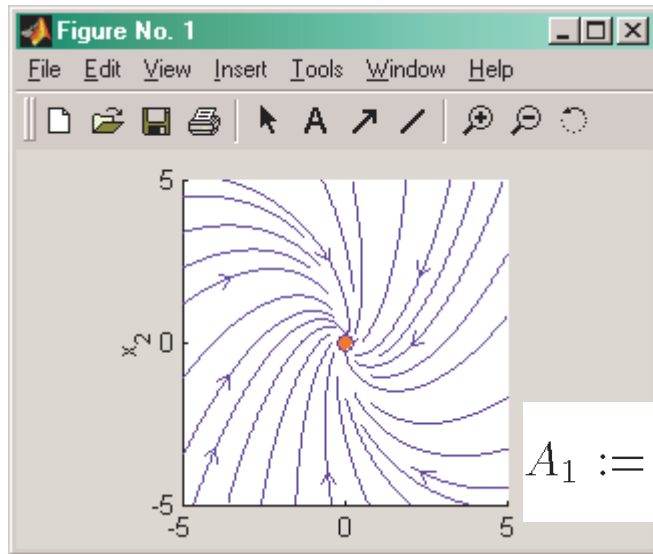 Figure No. 1
File Edit View Insert Tools Window Help
A
5
x2 0
-5
-5 0 5
A1 :=